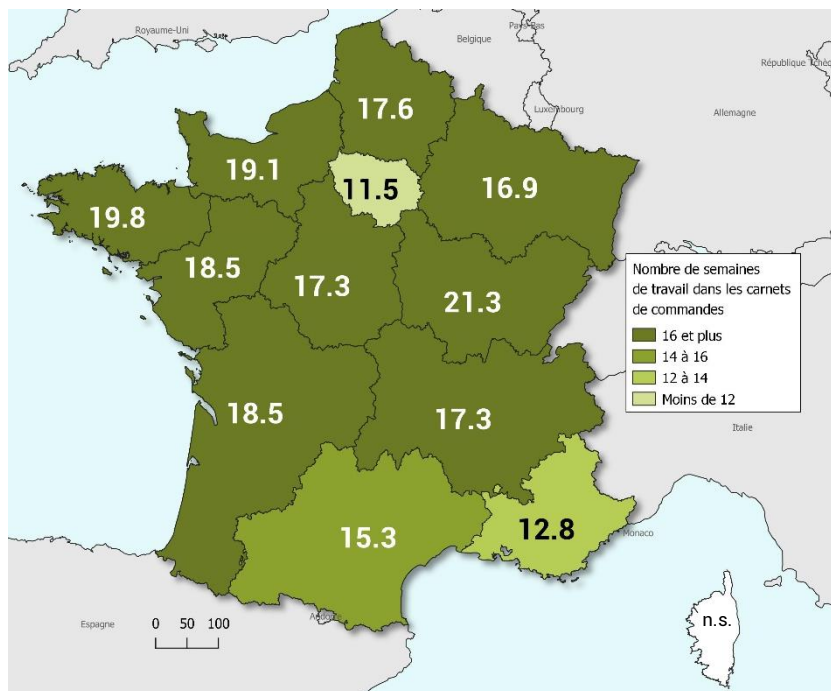 Royaume-Uni
Pays-Bas
Belgique
République Tchèq
Luxembourg
Allemagne
17.6
19.1
11.5
16.9
19.8
18.5
17.3
21.3
Nombre de semaines
de travail dans les carnets
de commandes
16 et plus
14 à 16
12 à 14
Moins de 12
18.5
17.3
Italie
15.3
12.8
Monaco
Andorre
Espagne
0 50 100
n.s.